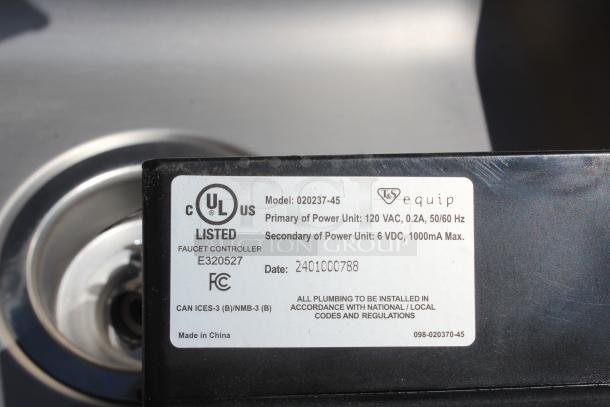 C UL US
LISTED
FAUCET CONTROLLER
E320527
FC
CAN ICES-3 (B)/NMB-3 (B)
Made in China
Model: 020237-45
T&S equip
Primary of Power Unit: 120 VAC, 0.2A, 50/60 Hz
Secondary of Power Unit: 6 VDC, 1000mA Max.
Date: 2401000788
ALL PLUMBING TO BE INSTALLED IN
ACCORDANCE WITH NATIONAL / LOCAL
CODES AND REGULATIONS
098-020370-45
AUCTION GROUP